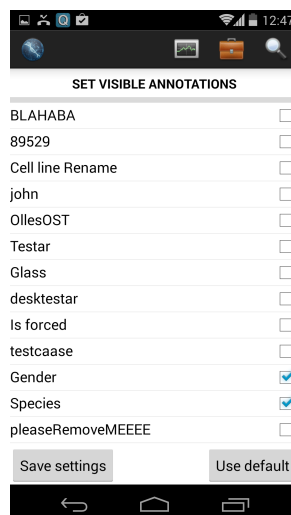 12:47
SET VISIBLE ANNOTATIONS
BLAHABA
89529
Cell line Rename
john
OllesOST
Testar
Glass
desktestar
Is forced
testcaase
Gender
Species
pleaseRemoveMEEEE
Save settings
Use default